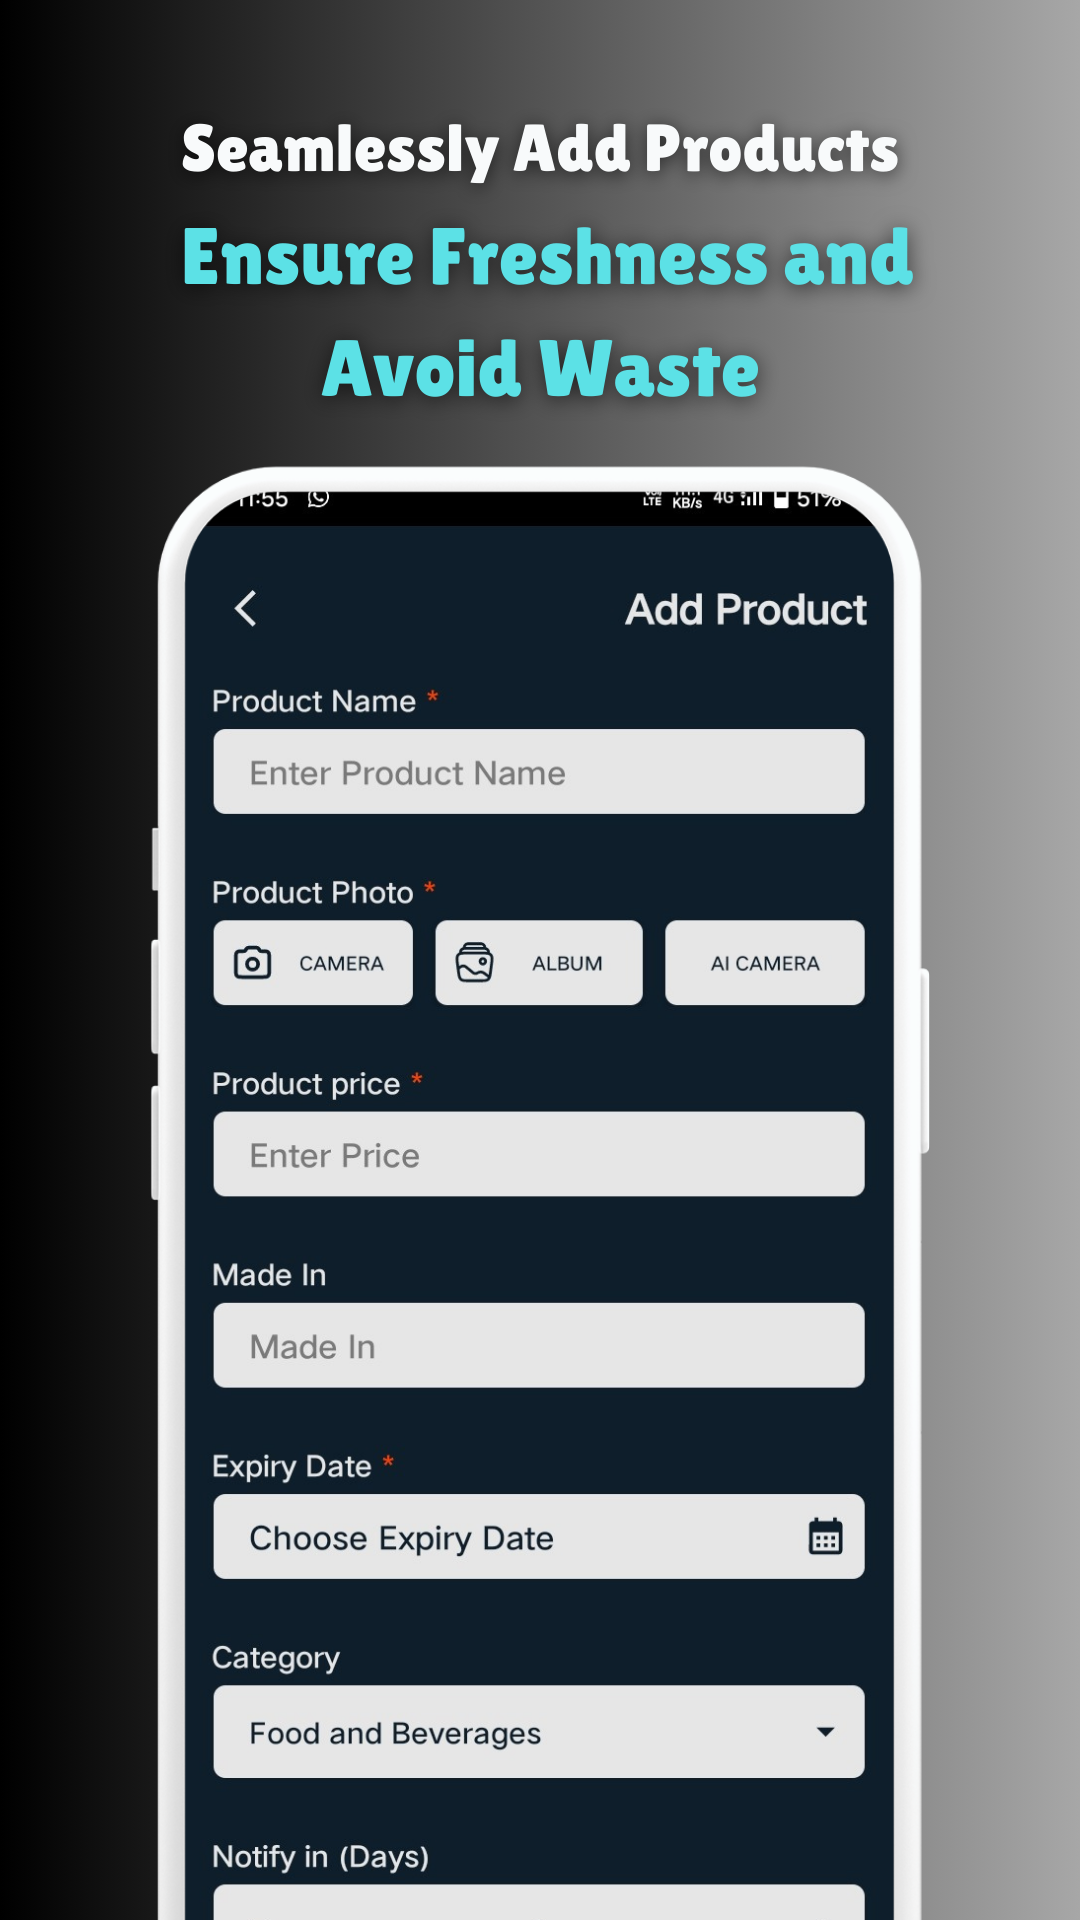 Seamlessly Add Products
Ensure Freshness and
Avoid Waste
11:55 LTE KB/s 4G 51%
Add Product
Product Name *
Enter Product Name
Product Photo *
CAMERA ALBUM AI CAMERA
Product price *
Enter Price
Made In
Made In
Expiry Date *
Choose Expiry Date
Category
Food and Beverages
Notify in (Days)